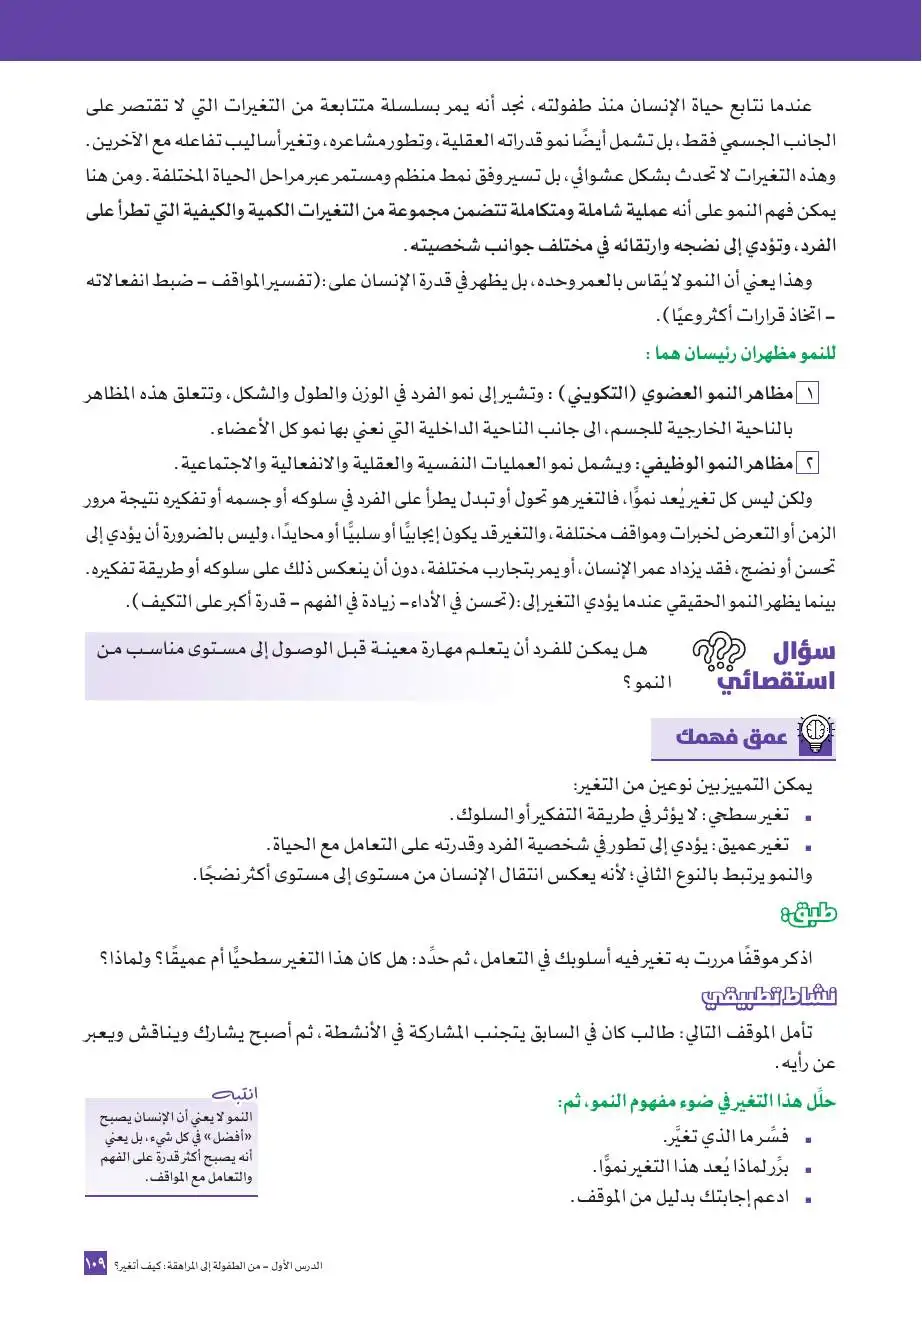 عندما نتابع حياة الإنسان منذ طفولته، نجد أنه يمر بسلسلة متتابعة من التغيرات التي لا تقتصر على
الجانب الجسمي فقط، بل تشمل أيضًا نمو قدراته العقلية، وتطور مشاعره، وتغير أساليب تفاعله مع الآخرين.
وهذه التغيرات لا تحدث بشكل عشوائي، بل تسير وفق نمط منظم ومستمر عبر مراحل الحياة المختلفة. ومن هنا
يمكن فهم النمو على أنه عملية شاملة ومتكاملة تتضمن مجموعة من التغيرات الكمية والكيفية التي تطرأ على
الفرد، وتؤدي إلى نضجه وارتقائه في مختلف جوانب شخصيته.
وهذا يعني أن النمو لا يُقاس بالعمر وحده، بل يظهر في قدرة الإنسان على: (تفسير المواقف – ضبط انفعالاته
– اتخاذ قرارات أكثر وعيًا).
للنمو مظهران رئيسان هما :
١ مظاهر النمو العضوي (التكويني) : وتشير إلى نمو الفرد في الوزن والطول والشكل، وتتعلق هذه المظاهر
بالناحية الخارجية للجسم، الى جانب الناحية الداخلية التي نعني بها نمو كل الأعضاء.
٢ مظاهر النمو الوظيفي: ويشمل نمو العمليات النفسية والعقلية والانفعالية والاجتماعية.
ولكن ليس كل تغير يُعد نموًّا، فالتغير هو تحول أو تبدل يطرأ على الفرد في سلوكه أو جسمه أو تفكيره نتيجة مرور
الزمن أو التعرض لخبرات ومواقف مختلفة، والتغير قد يكون إيجابيًّا أو سلبيًّا أو محايدًا، وليس بالضرورة أن يؤدي إلى
تحسن أو نضج، فقد يزداد عمر الإنسان، أو يمر بتجارب مختلفة، دون أن ينعكس ذلك على سلوكه أو طريقة تفكيره.
بينما يظهر النمو الحقيقي عندما يؤدي التغير إلى: (تحسن في الأداء– زيادة في الفهم – قدرة أكبر على التكيف).
سؤال استقصائي
هل يمكن للفرد أن يتعلم مهارة معينة قبل الوصول إلى مستوى مناسب من
النمو؟
عمق فهمك
يمكن التمييز بين نوعين من التغير:
▪ تغير سطحي: لا يؤثر في طريقة التفكير أو السلوك.
▪ تغير عميق: يؤدي إلى تطور في شخصية الفرد وقدرته على التعامل مع الحياة.
والنمو يرتبط بالنوع الثاني؛ لأنه يعكس انتقال الإنسان من مستوى إلى مستوى أكثر نضجًا.
طبق:
اذكر موقفًا مررت به تغير فيه أسلوبك في التعامل، ثم حدِّد: هل كان هذا التغير سطحيًّا أم عميقًا؟ ولماذا؟
نشاط تطبيقي
تأمل الموقف التالي: طالب كان في السابق يتجنب المشاركة في الأنشطة، ثم أصبح يشارك ويناقش ويعبر
عن رأيه.
حلِّل هذا التغير في ضوء مفهوم النمو، ثم:
▪ فسِّر ما الذي تغيَّر.
▪ برِّر لماذا يُعد هذا التغير نموًّا.
▪ ادعم إجابتك بدليل من الموقف.
انتبه
النمو لا يعني أن الإنسان يصبح
«أفضل» في كل شيء، بل يعني
أنه يصبح أكثر قدرة على الفهم
والتعامل مع المواقف.
الدرس الأول – من الطفولة إلى المراهقة: كيف أتغير؟ ١٠٩